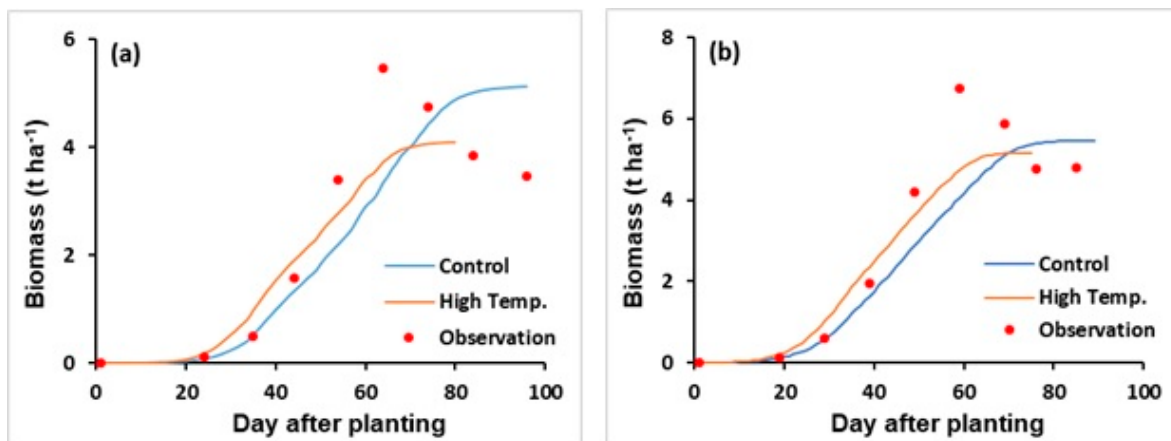 (a)
Biomass (t ha⁻¹)
6
4
2
0
Control
High Temp.
Observation
0 20 40 60 80 100
Day after planting
(b)
Biomass (t ha⁻¹)
8
6
4
2
0
Control
High Temp.
Observation
0 20 40 60 80 100
Day after planting